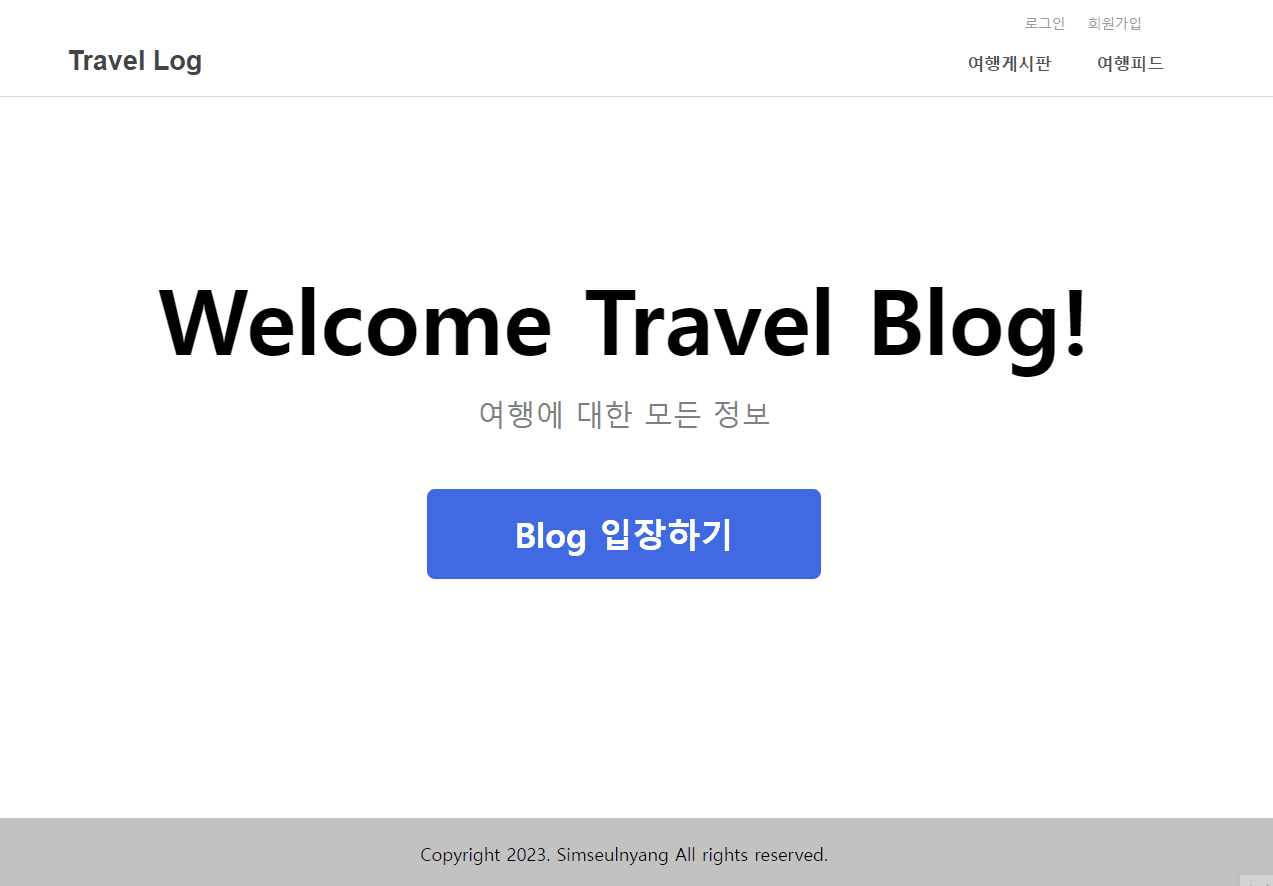 로그인 회원가입
Travel Log
여행게시판 여행피드
Welcome Travel Blog!
여행에 대한 모든 정보
Blog 입장하기
Copyright 2023. Simseulnyang All rights reserved.